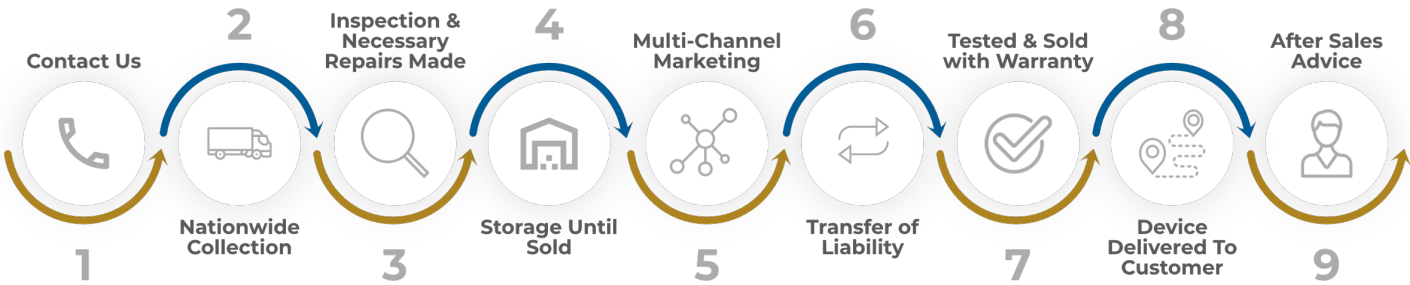 1
Contact Us
2
Nationwide
Collection
3
Inspection &
Necessary
Repairs Made
4
Storage Until
Sold
5
Multi-Channel
Marketing
6
Transfer of
Liability
7
Tested & Sold
with Warranty
8
Device
Delivered To
Customer
9
After Sales
Advice